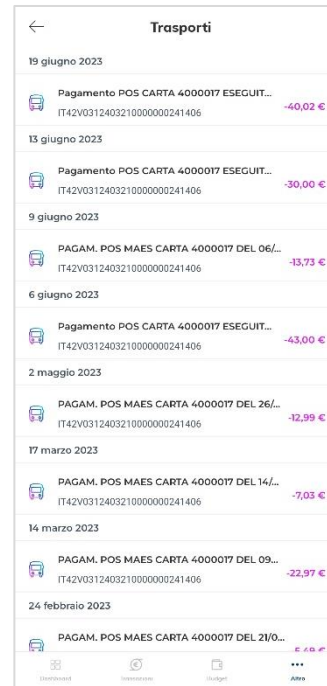 Trasporti
19 giugno 2023
Pagamento POS CARTA 4000017 ESEGUIT...
-40,02 €
IT42V0312403210000000241406
13 giugno 2023
Pagamento POS CARTA 4000017 ESEGUIT...
-30,00 €
IT42V0312403210000000241406
9 giugno 2023
PAGAM. POS MAES CARTA 4000017 DEL 06/...
-13,73 €
IT42V0312403210000000241406
6 giugno 2023
Pagamento POS CARTA 4000017 ESEGUIT...
-43,00 €
IT42V0312403210000000241406
2 maggio 2023
PAGAM. POS MAES CARTA 4000017 DEL 26/...
-12,99 €
IT42V0312403210000000241406
17 marzo 2023
PAGAM. POS MAES CARTA 4000017 DEL 14/...
-7,03 €
IT42V0312403210000000241406
14 marzo 2023
PAGAM. POS MAES CARTA 4000017 DEL 09...
-22,97 €
IT42V0312403210000000241406
24 febbraio 2023
PAGAM. POS MAES CARTA 4000017 DEL 21/0...
-5,49 €
Dashboard
Budget
Altro